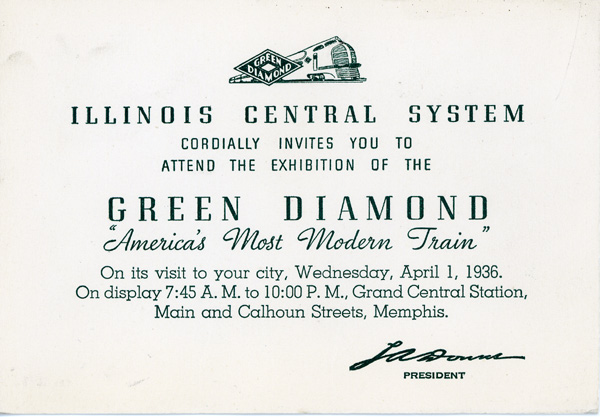 GREEN
DIAMOND
ILLINOIS CENTRAL SYSTEM
CORDIALLY INVITES YOU TO
ATTEND THE EXHIBITION OF THE
GREEN DIAMOND
"America's Most Modern Train"
On its visit to your city, Wednesday, April 1, 1936.
On display 7:45 A. M. to 10:00 P. M., Grand Central Station,
Main and Calhoun Streets, Memphis.
L A Downs
PRESIDENT